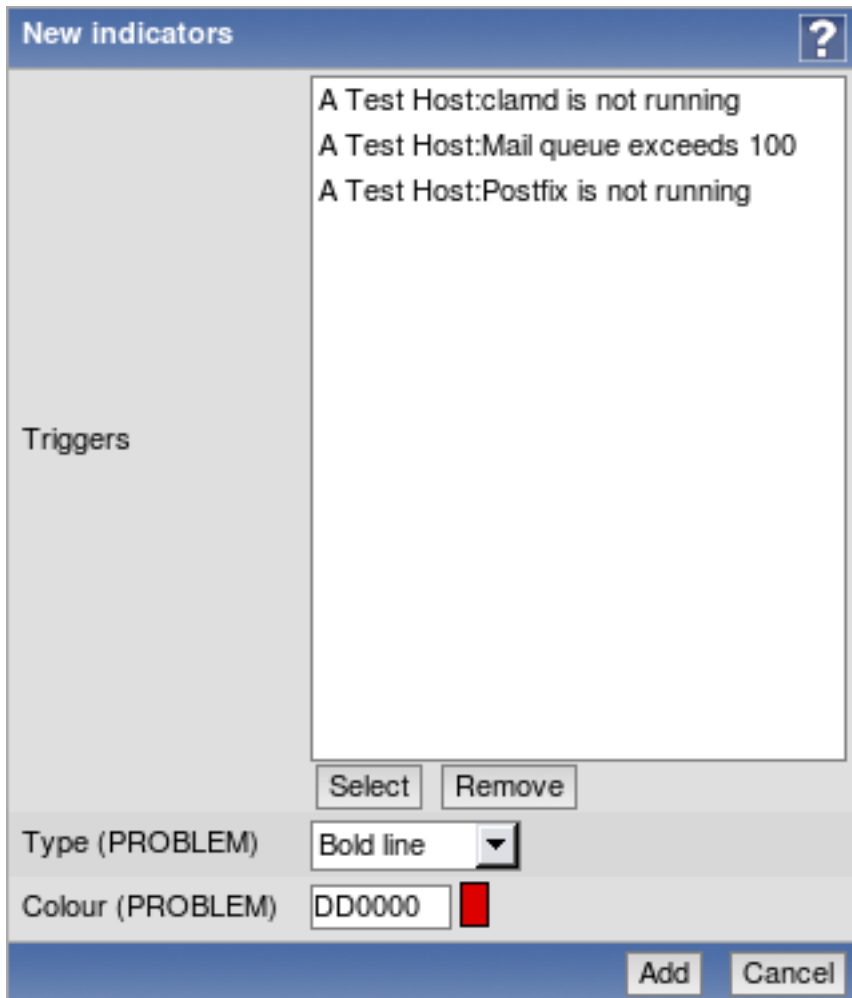 New indicators
?
A Test Host:clamd is not running
A Test Host:Mail queue exceeds 100
A Test Host:Postfix is not running
Triggers
Select Remove
Type (PROBLEM) Bold line
Colour (PROBLEM) DD0000
Add Cancel